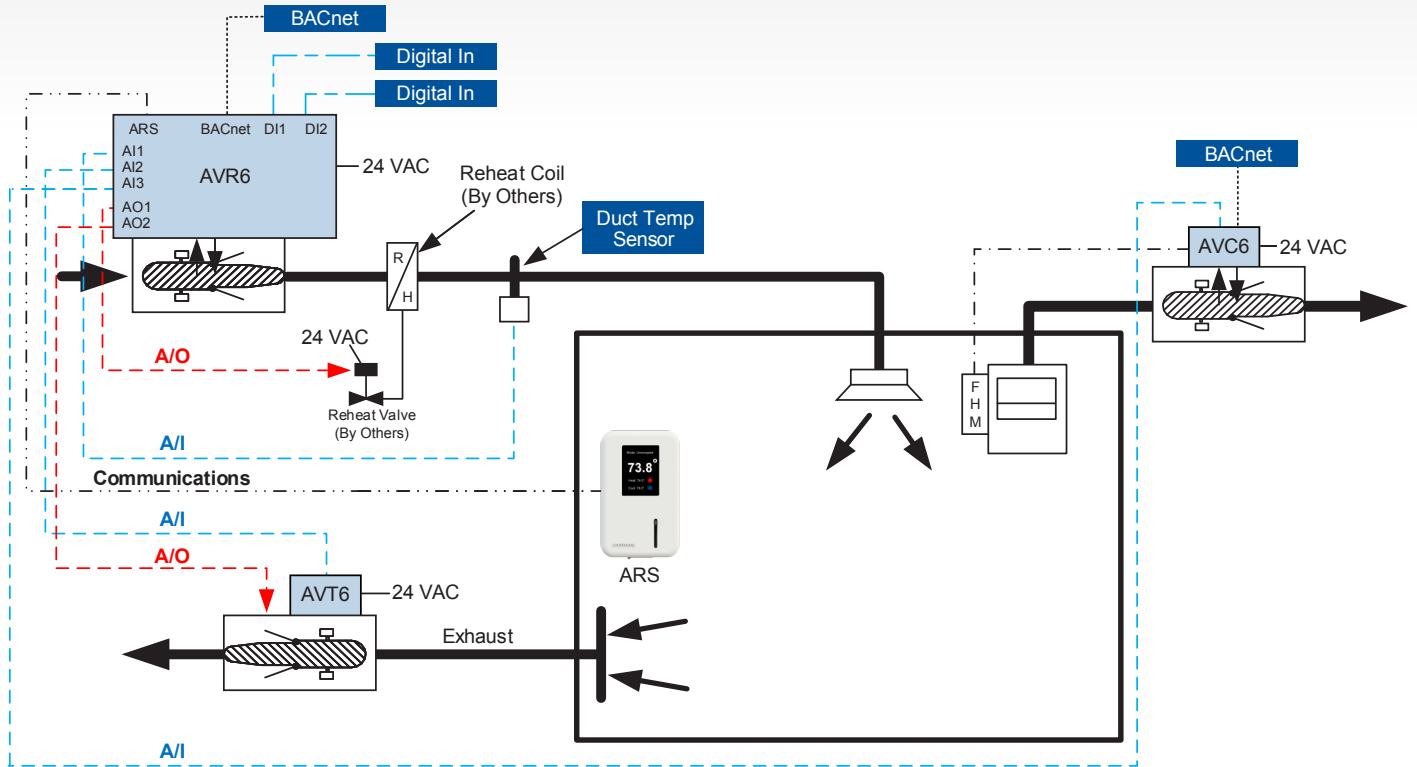 BACnet
Digital In
Digital In
ARS
BACnet
DI1
DI2
AI1
AI2
AI3
AO1
AO2
AVR6
24 VAC
Reheat Coil
(By Others)
Duct Temp
Sensor
BACnet
AVC6
24 VAC
R
H
24 VAC
A/O
Reheat Valve
(By Others)
F
H
M
A/I
Communications
73.8°
ARS
A/I
A/O
AVT6
24 VAC
Exhaust
A/I